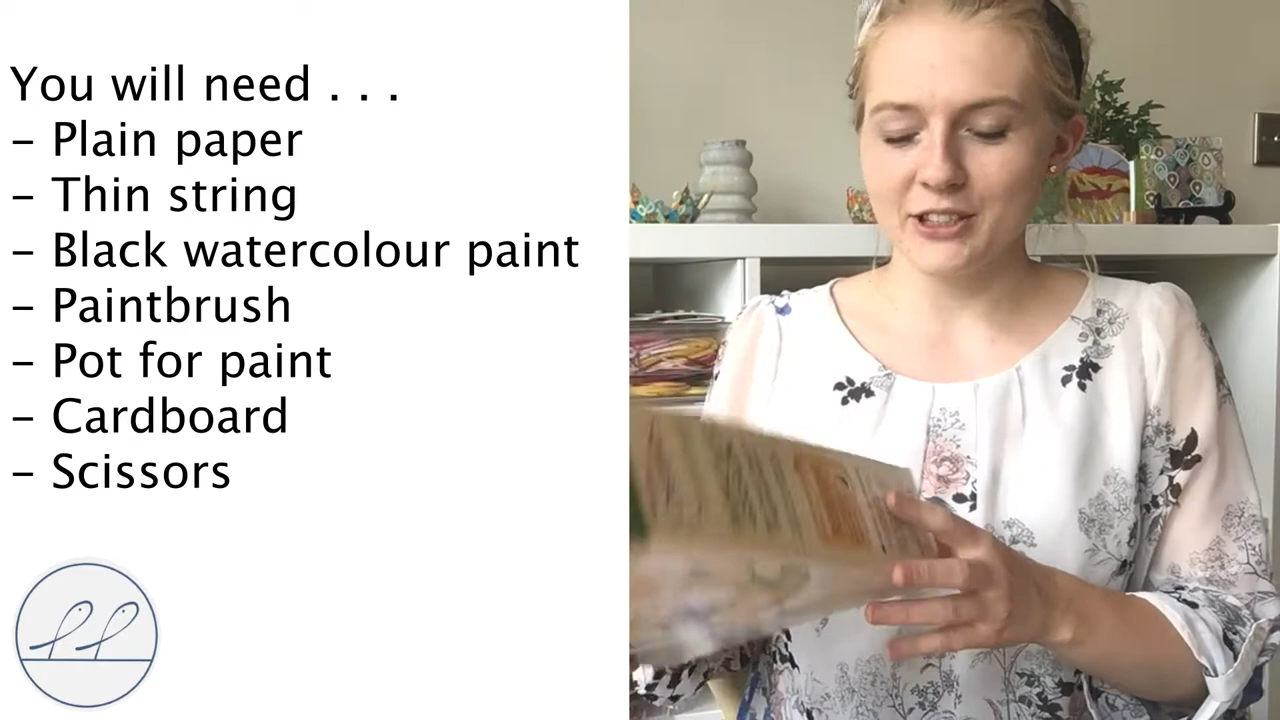 You will need . . .
– Plain paper
– Thin string
– Black watercolour paint
– Paintbrush
– Pot for paint
– Cardboard
– Scissors